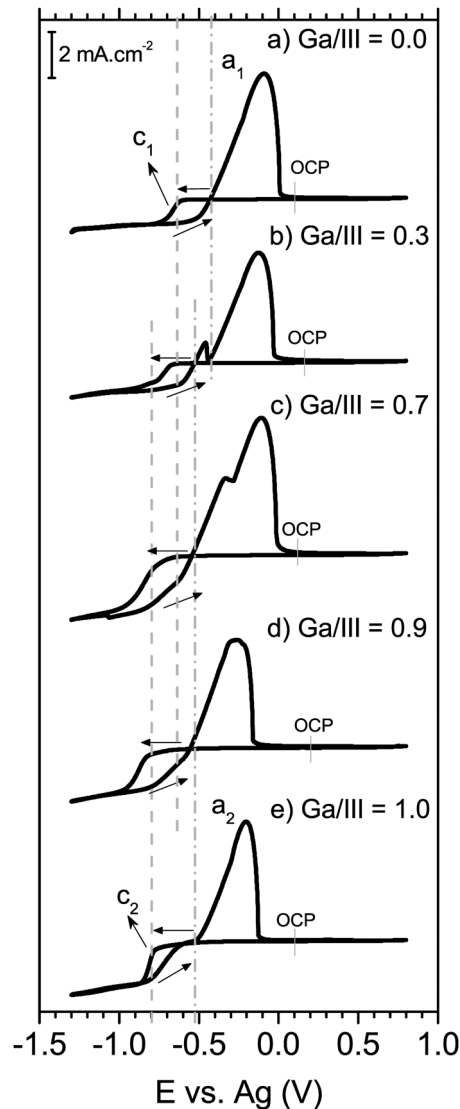 a) Ga/III = 0.0
2 mA.cm-2
a1
c1
OCP
b) Ga/III = 0.3
OCP
c) Ga/III = 0.7
OCP
d) Ga/III = 0.9
OCP
a2
e) Ga/III = 1.0
c2
OCP
-1.5 -1.0 -0.5 0.0 0.5 1.0
E vs. Ag (V)